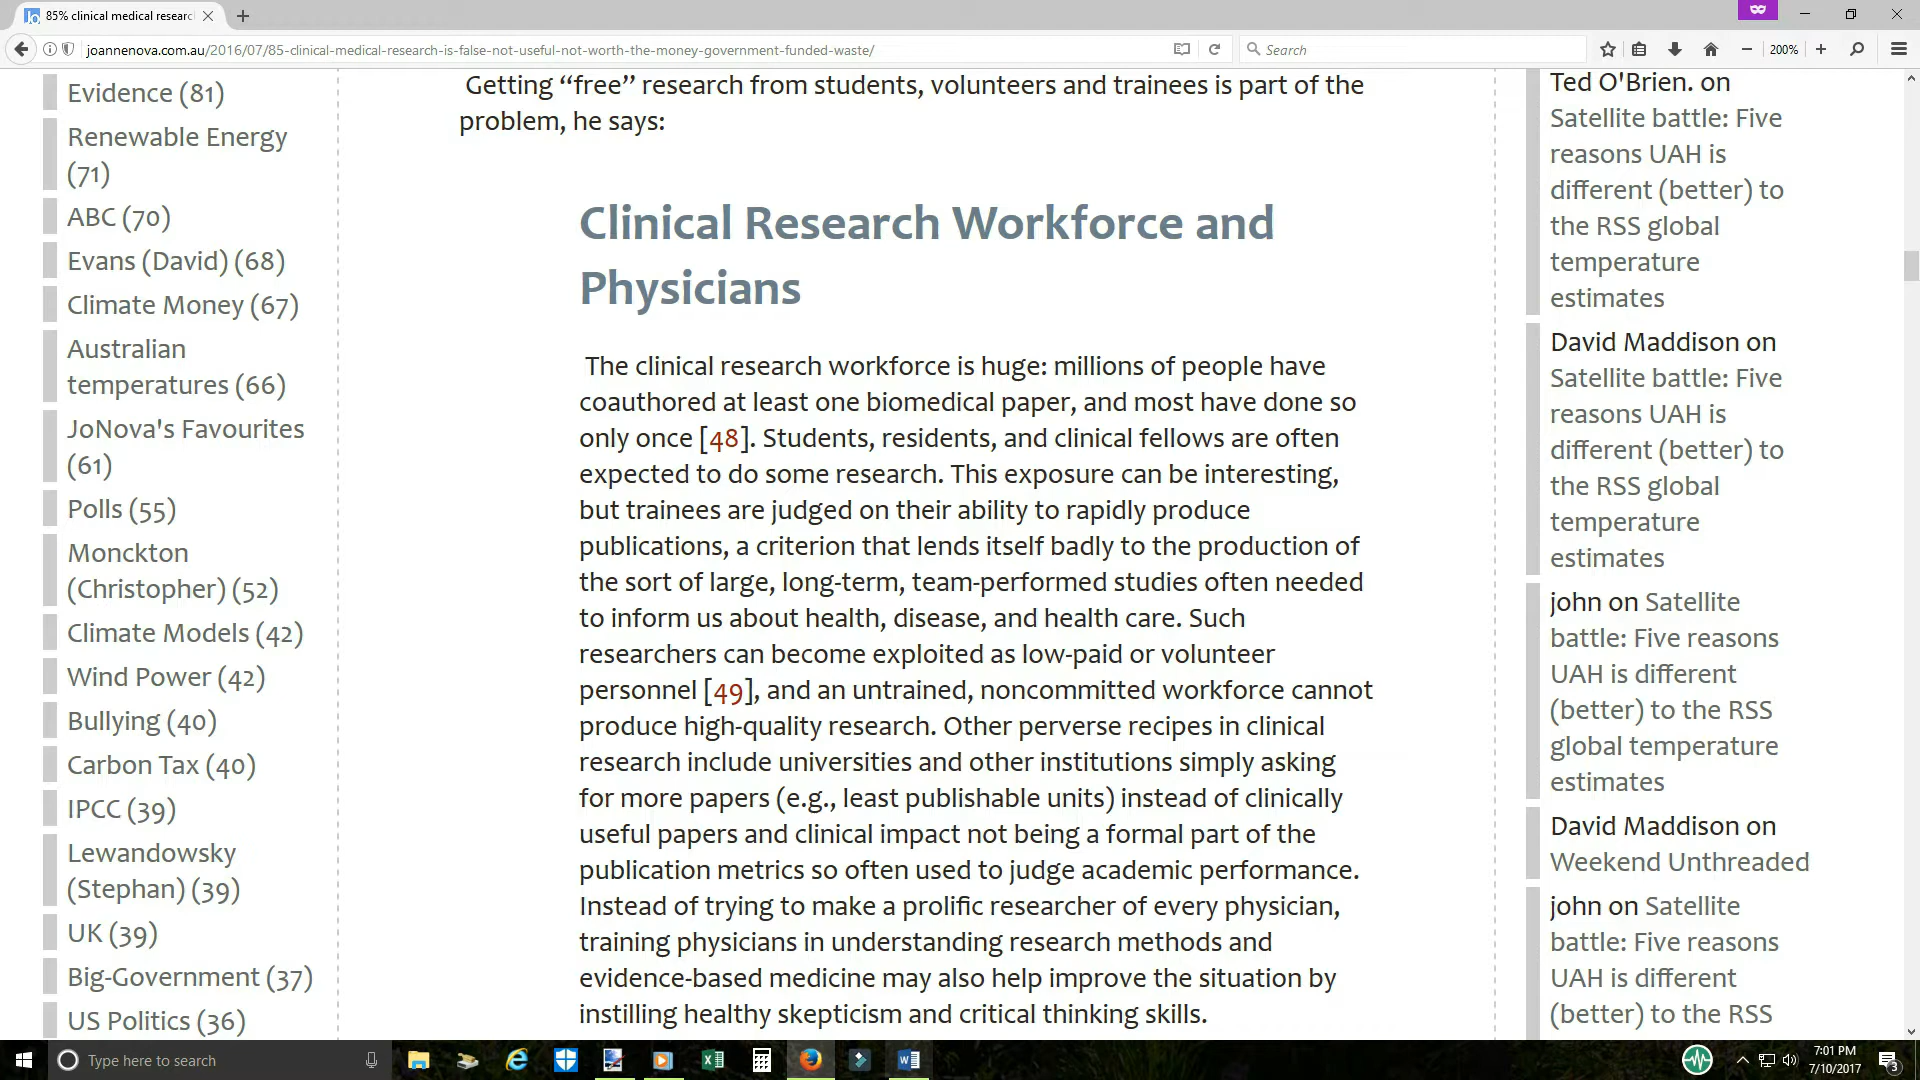 85% clinical medical researc
joannenova.com.au/2016/07/85-clinical-medical-research-is-false-not-useful-not-worth-the-money-government-funded-waste/
Search
200%
Evidence (81)
Renewable Energy
(71)
ABC (70)
Evans (David) (68)
Climate Money (67)
Australian
temperatures (66)
JoNova's Favourites
(61)
Polls (55)
Monckton
(Christopher) (52)
Climate Models (42)
Wind Power (42)
Bullying (40)
Carbon Tax (40)
IPCC (39)
Lewandowsky
(Stephan) (39)
UK (39)
Big-Government (37)
US Politics (36)
Getting “free” research from students, volunteers and trainees is part of the
problem, he says:
Clinical Research Workforce and
Physicians
The clinical research workforce is huge: millions of people have
coauthored at least one biomedical paper, and most have done so
only once [48]. Students, residents, and clinical fellows are often
expected to do some research. This exposure can be interesting,
but trainees are judged on their ability to rapidly produce
publications, a criterion that lends itself badly to the production of
the sort of large, long-term, team-performed studies often needed
to inform us about health, disease, and health care. Such
researchers can become exploited as low-paid or volunteer
personnel [49], and an untrained, noncommitted workforce cannot
produce high-quality research. Other perverse recipes in clinical
research include universities and other institutions simply asking
for more papers (e.g., least publishable units) instead of clinically
useful papers and clinical impact not being a formal part of the
publication metrics so often used to judge academic performance.
Instead of trying to make a prolific researcher of every physician,
training physicians in understanding research methods and
evidence-based medicine may also help improve the situation by
instilling healthy skepticism and critical thinking skills.
Ted O'Brien. on
Satellite battle: Five
reasons UAH is
different (better) to
the RSS global
temperature
estimates
David Maddison on
Satellite battle: Five
reasons UAH is
different (better) to
the RSS global
temperature
estimates
john on Satellite
battle: Five reasons
UAH is different
(better) to the RSS
global temperature
estimates
David Maddison on
Weekend Unthreaded
john on Satellite
battle: Five reasons
UAH is different
(better) to the RSS
Type here to search
7:01 PM
7/10/2017
3